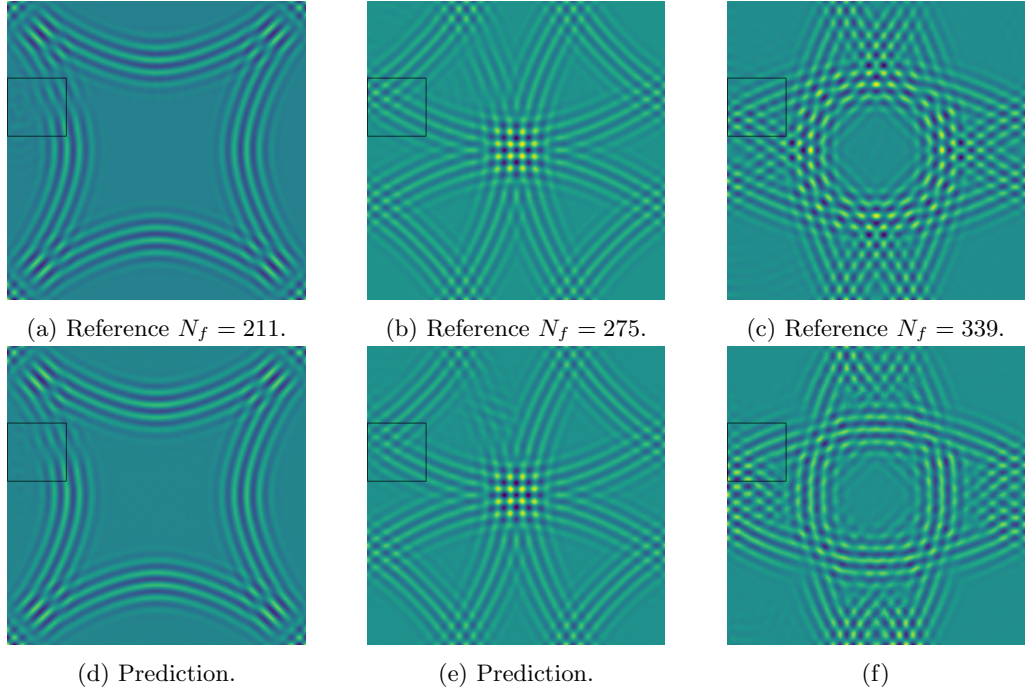 (a) Reference N_f = 211.
(b) Reference N_f = 275.
(c) Reference N_f = 339.
(d) Prediction.
(e) Prediction.
(f)